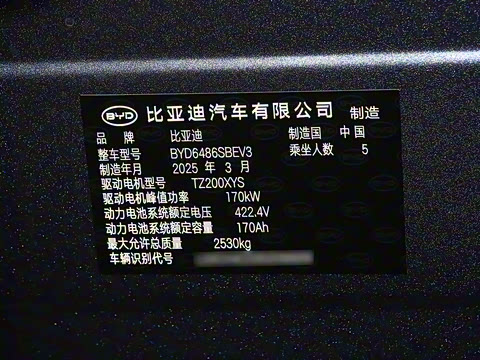 BYD 比亚迪汽车有限公司 制造
品 牌 比亚迪 制造国 中国
整车型号 BYD6486SBEV3 乘坐人数 5
制造年月 2025 年 3 月
驱动电机型号 TZ200XYS
驱动电机峰值功率 170kW
动力电池系统额定电压 422.4V
动力电池系统额定容量 170Ah
最大允许总质量 2530kg
车辆识别代号